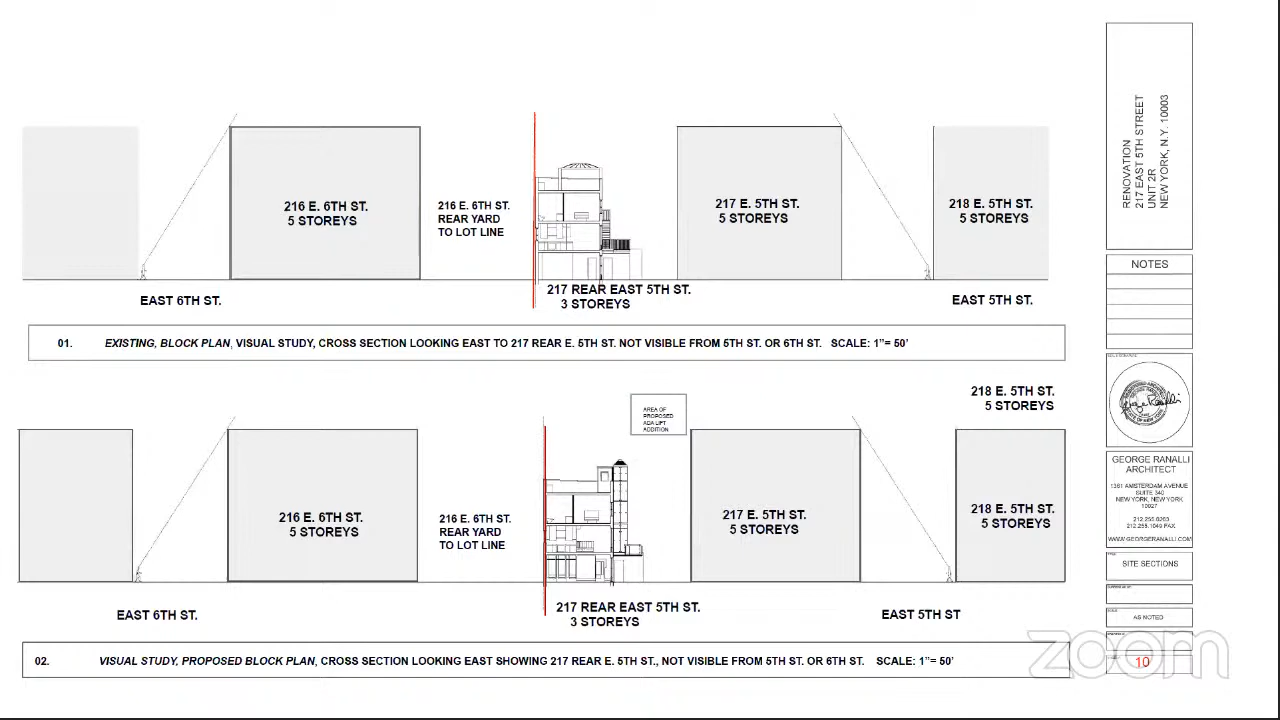 216 E. 6TH ST.
5 STOREYS
216 E. 6TH ST.
REAR YARD
TO LOT LINE
217 E. 5TH ST.
5 STOREYS
218 E. 5TH ST.
5 STOREYS
EAST 6TH ST.
217 REAR EAST 5TH ST.
3 STOREYS
EAST 5TH ST.
01. EXISTING, BLOCK PLAN, VISUAL STUDY, CROSS SECTION LOOKING EAST TO 217 REAR E. 5TH ST. NOT VISIBLE FROM 5TH ST. OR 6TH ST. SCALE: 1"= 50'
218 E. 5TH ST.
5 STOREYS
AREA OF
PROPOSED
ADA LIFT
ADDITION
216 E. 6TH ST.
5 STOREYS
216 E. 6TH ST.
REAR YARD
TO LOT LINE
217 E. 5TH ST.
5 STOREYS
218 E. 5TH ST.
5 STOREYS
EAST 6TH ST.
217 REAR EAST 5TH ST.
3 STOREYS
EAST 5TH ST
02. VISUAL STUDY, PROPOSED BLOCK PLAN, CROSS SECTION LOOKING EAST SHOWING 217 REAR E. 5TH ST., NOT VISIBLE FROM 5TH ST. OR 6TH ST. SCALE: 1"= 50'
RENOVATION
217 EAST 5TH STREET
UNIT 2R
NEW YORK, N.Y. 10003
NOTES
GEORGE RANALLI
ARCHITECT
1361 AMSTERDAM AVENUE
SUITE 340
NEW YORK, NEW YORK
10027
212.255.6263
212.255.1049 FAX
WWW.GEORGERANALLI.COM
SITE SECTIONS
AS NOTED
10
zoom